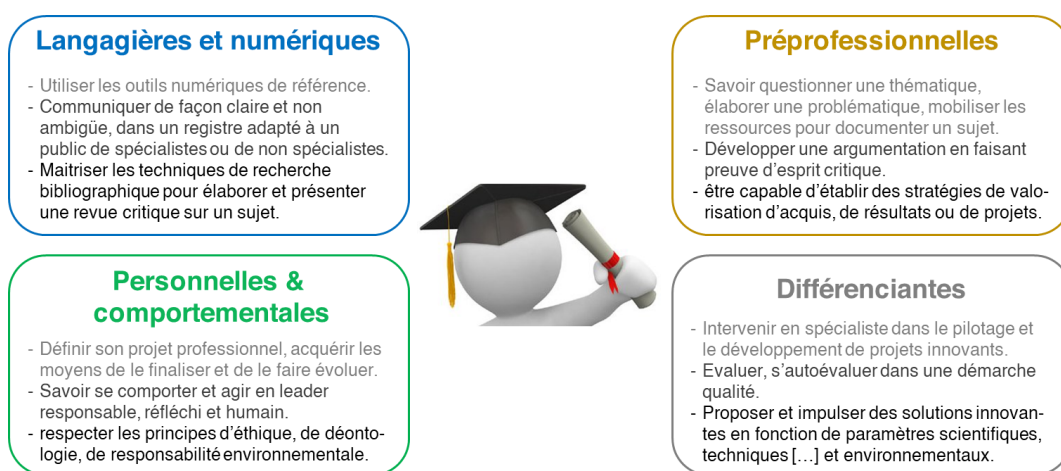 Langagières et numériques
- Utiliser les outils numériques de référence.
- Communiquer de façon claire et non
ambigüe, dans un registre adapté à un
public de spécialistes ou de non spécialistes.
- Maitriser les techniques de recherche
bibliographique pour élaborer et présenter
une revue critique sur un sujet.
Préprofessionnelles
- Savoir questionner une thématique,
élaborer une problématique, mobiliser les
ressources pour documenter un sujet.
- Développer une argumentation en faisant
preuve d'esprit critique.
- être capable d'établir des stratégies de valo-
risation d'acquis, de résultats ou de projets.
Personnelles &
comportementales
- Définir son projet professionnel, acquérir les
moyens de le finaliser et de le faire évoluer.
- Savoir se comporter et agir en leader
responsable, réfléchi et humain.
- respecter les principes d'éthique, de déonto-
logie, de responsabilité environnementale.
Différenciantes
- Intervenir en spécialiste dans le pilotage et
le développement de projets innovants.
- Evaluer, s'autoévaluer dans une démarche
qualité.
- Proposer et impulser des solutions innovan-
tes en fonction de paramètres scientifiques,
techniques [...] et environnementaux.